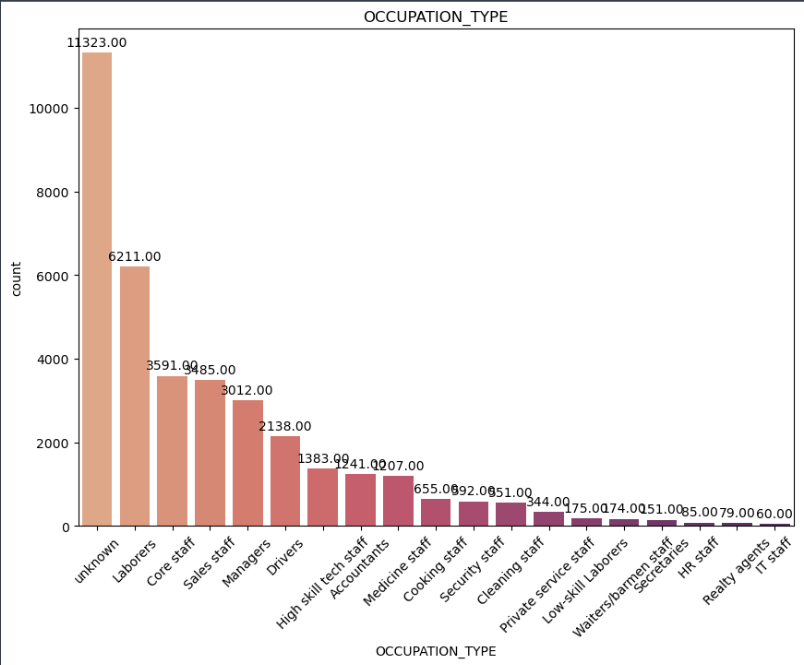 OCCUPATION_TYPE
11323.00
6211.00
3591.00
3485.00
3012.00
2138.00
1383.00
1241.00
1207.00
655.00
592.00
551.00
344.00
175.00
174.00
151.00
85.00
79.00
60.00
10000
8000
6000
4000
2000
0
count
unknown
Laborers
Core staff
Sales staff
Managers
Drivers
High skill tech staff
Accountants
Medicine staff
Cooking staff
Security staff
Cleaning staff
Private service staff
Low-skill Laborers
Waiters/barmen staff
Secretaries
HR staff
Realty agents
IT staff
OCCUPATION_TYPE